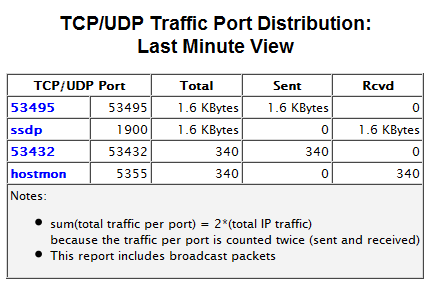 TCP/UDP Traffic Port Distribution:
Last Minute View
TCP/UDP Port Total Sent Rcvd
53495 53495 1.6 KBytes 1.6 KBytes 0
ssdp 1900 1.6 KBytes 0 1.6 KBytes
53432 53432 340 340 0
hostmon 5355 340 0 340
Notes:
● sum(total traffic per port) = 2*(total IP traffic)
because the traffic per port is counted twice (sent and received)
● This report includes broadcast packets